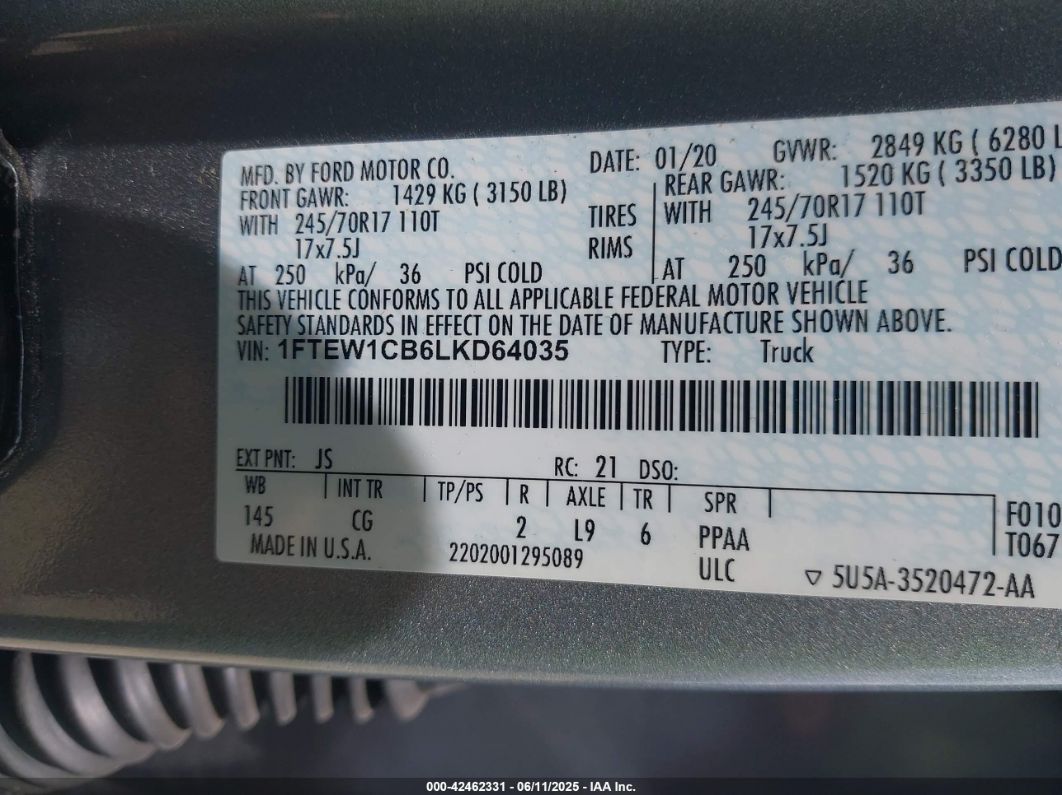 MFD. BY FORD MOTOR CO. DATE: 01/20 GVWR: 2849 KG ( 6280 L
FRONT GAWR: 1429 KG ( 3150 LB) REAR GAWR: 1520 KG ( 3350 LB)
WITH 245/70R17 110T TIRES WITH 245/70R17 110T
17x7.5J RIMS 17x7.5J
AT 250 kPa/ 36 PSI COLD AT 250 kPa/ 36 PSI COLD
THIS VEHICLE CONFORMS TO ALL APPLICABLE FEDERAL MOTOR VEHICLE
SAFETY STANDARDS IN EFFECT ON THE DATE OF MANUFACTURE SHOWN ABOVE.
VIN: 1FTEW1CB6LKD64035 TYPE: Truck
EXT PNT: JS RC: 21 DSO:
WB INT TR TP/PS R AXLE TR SPR
145 CG 2 L9 6 PPAA F010
MADE IN U.S.A. 2202001295089 ULC T067
▽ 5U5A-3520472-AA
000-42462331 - 06/11/2025 - IAA Inc.